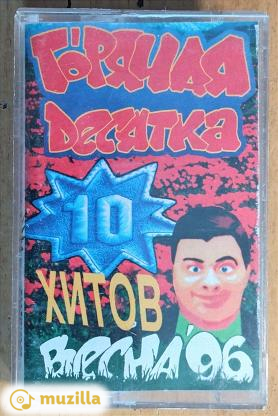 ГОРЯЧАЯ
ДЕСЯТКА
10
ХИТОВ
ВЕСНА '96
muzilla